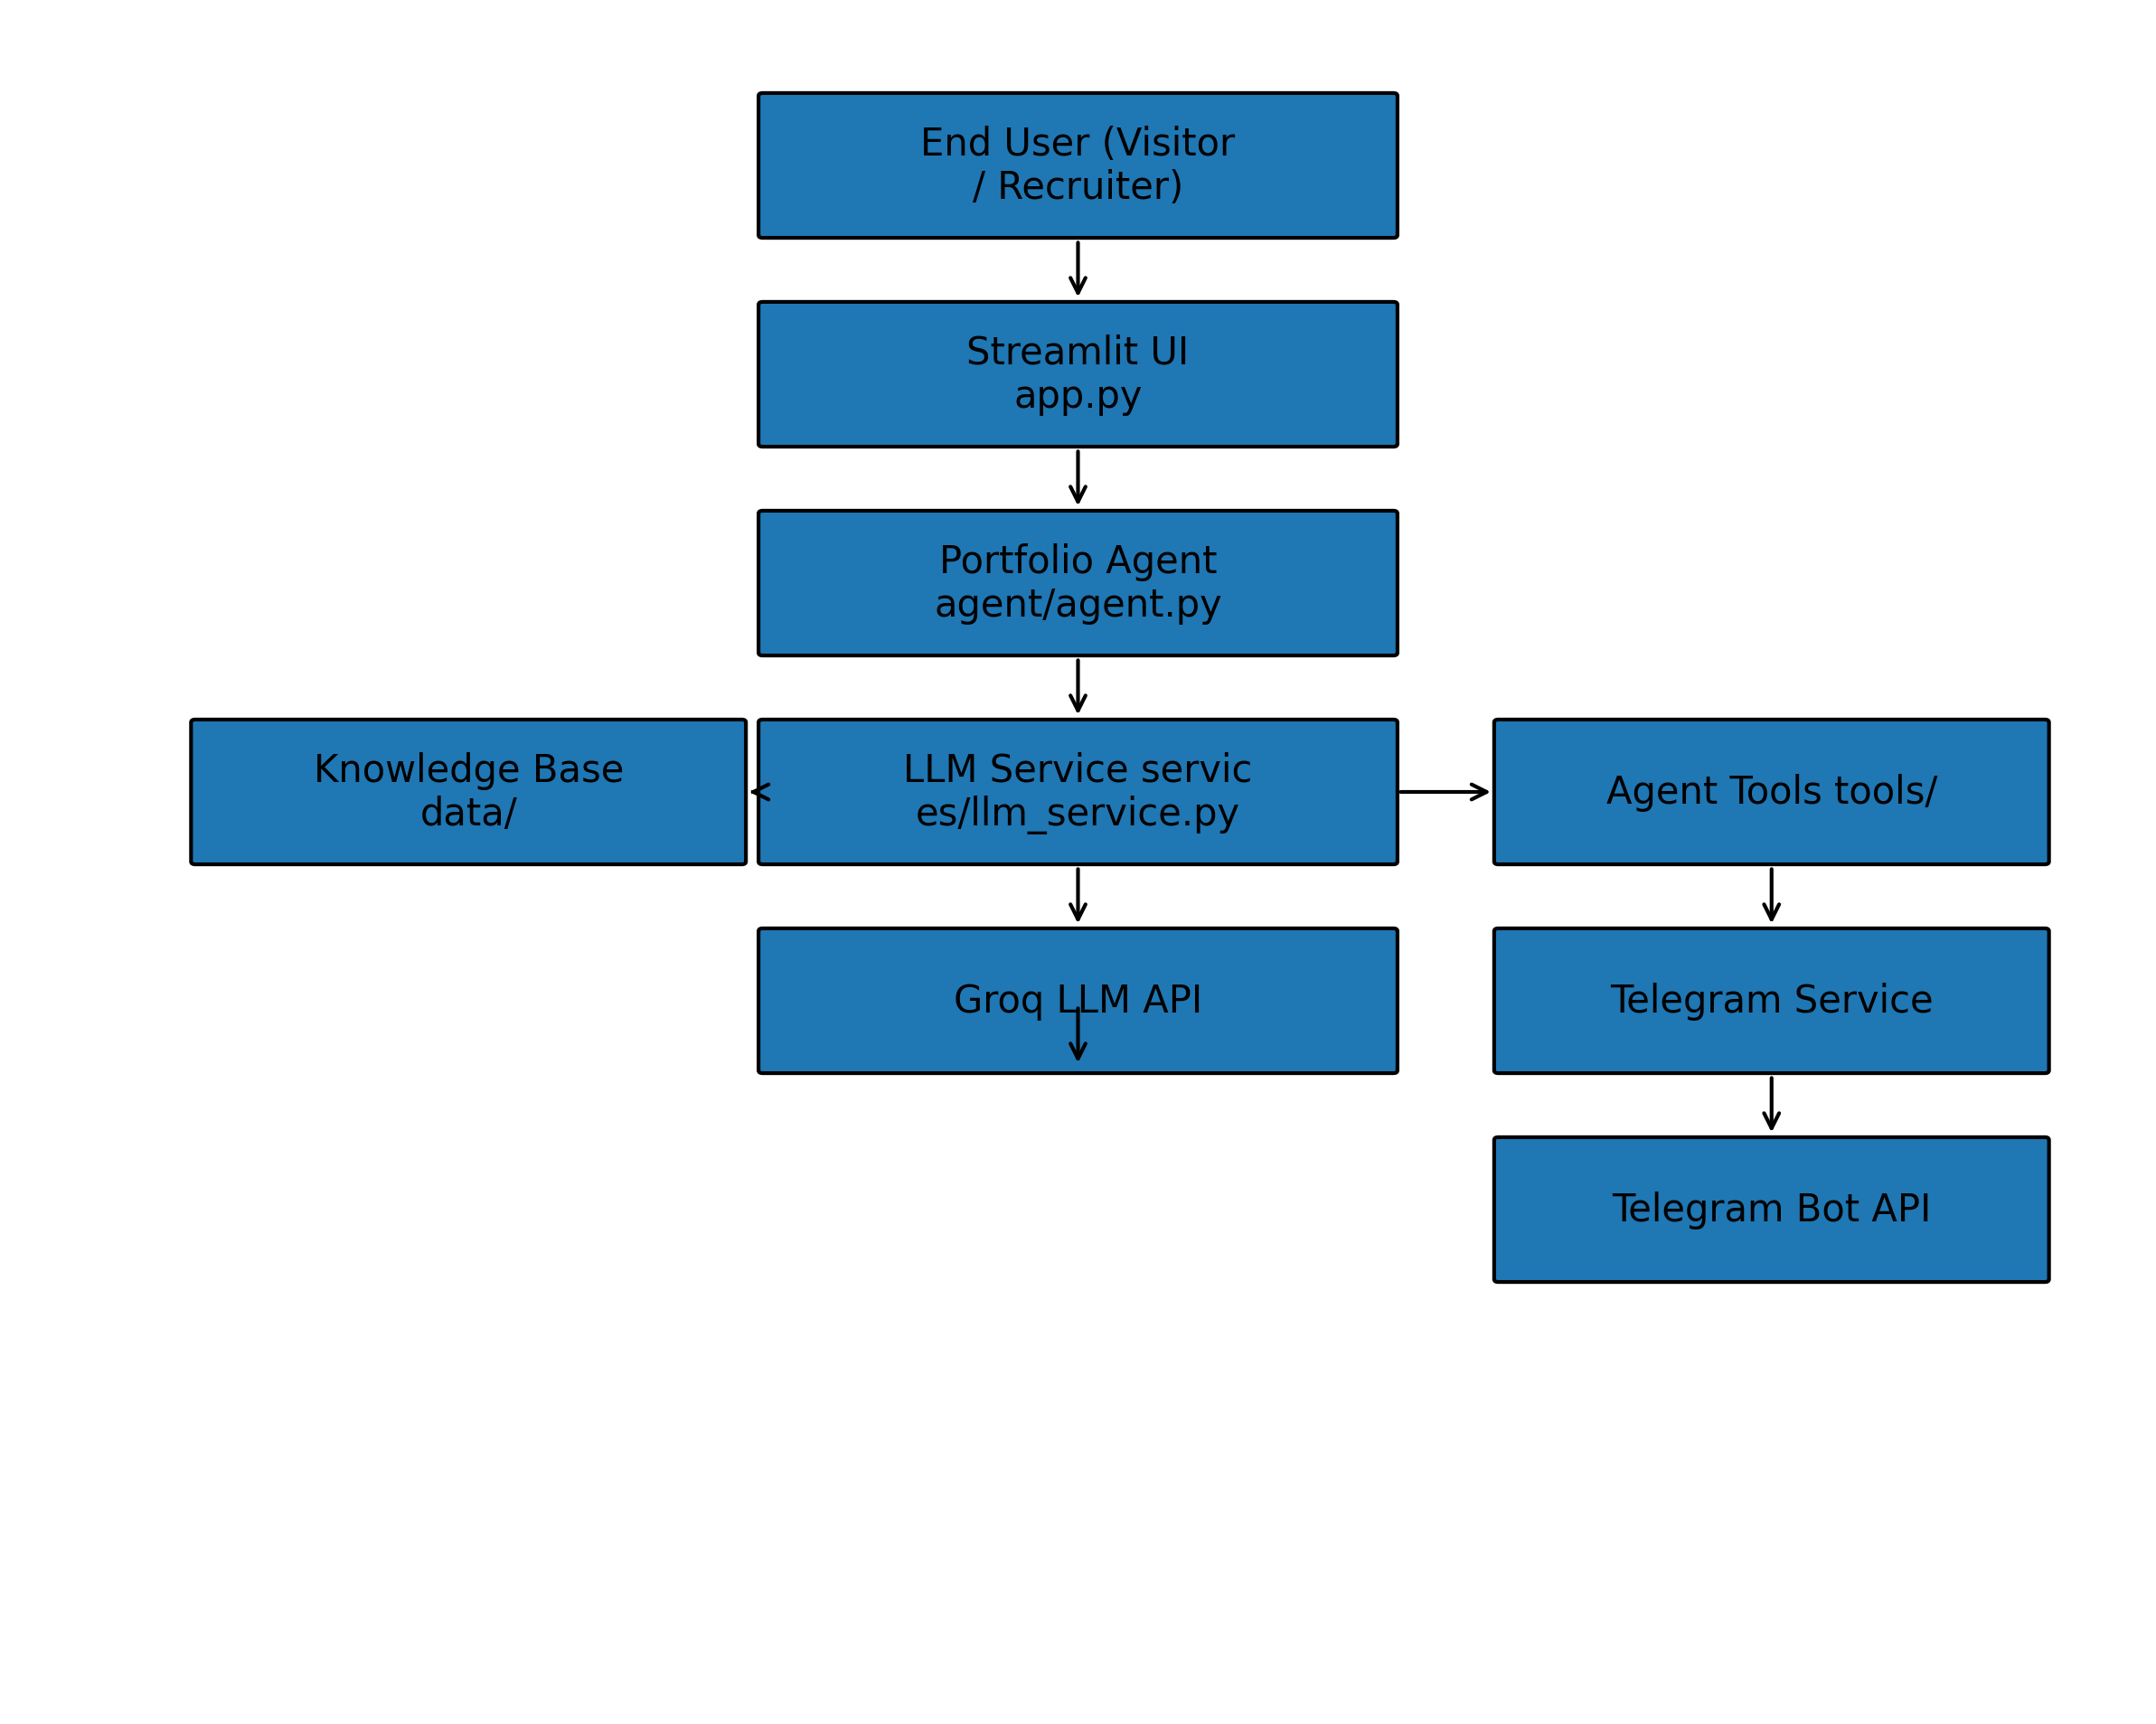 End User (Visitor
/ Recruiter)
Streamlit UI
app.py
Portfolio Agent
agent/agent.py
Knowledge Base
data/
LLM Service servic
es/llm_service.py
Agent Tools tools/
Groq LLM API
Telegram Service
Telegram Bot API